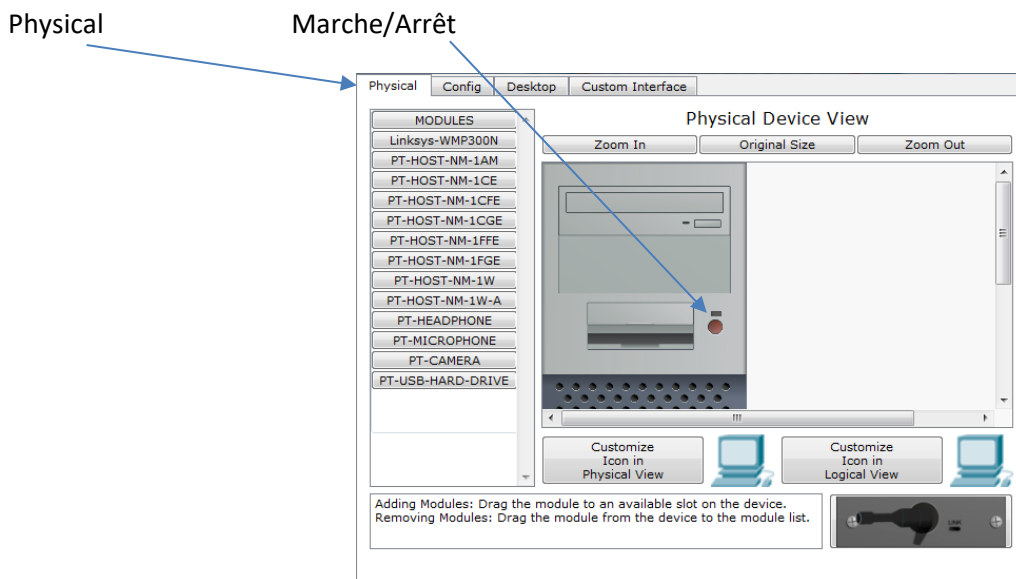 Physical Marche/Arrêt
Physical Config Desktop Custom Interface
MODULES
Linksys-WMP300N
PT-HOST-NM-1AM
PT-HOST-NM-1CE
PT-HOST-NM-1CFE
PT-HOST-NM-1CGE
PT-HOST-NM-1FFE
PT-HOST-NM-1FGE
PT-HOST-NM-1W
PT-HOST-NM-1W-A
PT-HEADPHONE
PT-MICROPHONE
PT-CAMERA
PT-USB-HARD-DRIVE
Physical Device View
Zoom In Original Size Zoom Out
Customize
Icon in
Physical View
Customize
Icon in
Logical View
Adding Modules: Drag the module to an available slot on the device.
Removing Modules: Drag the module from the device to the module list.
LINK